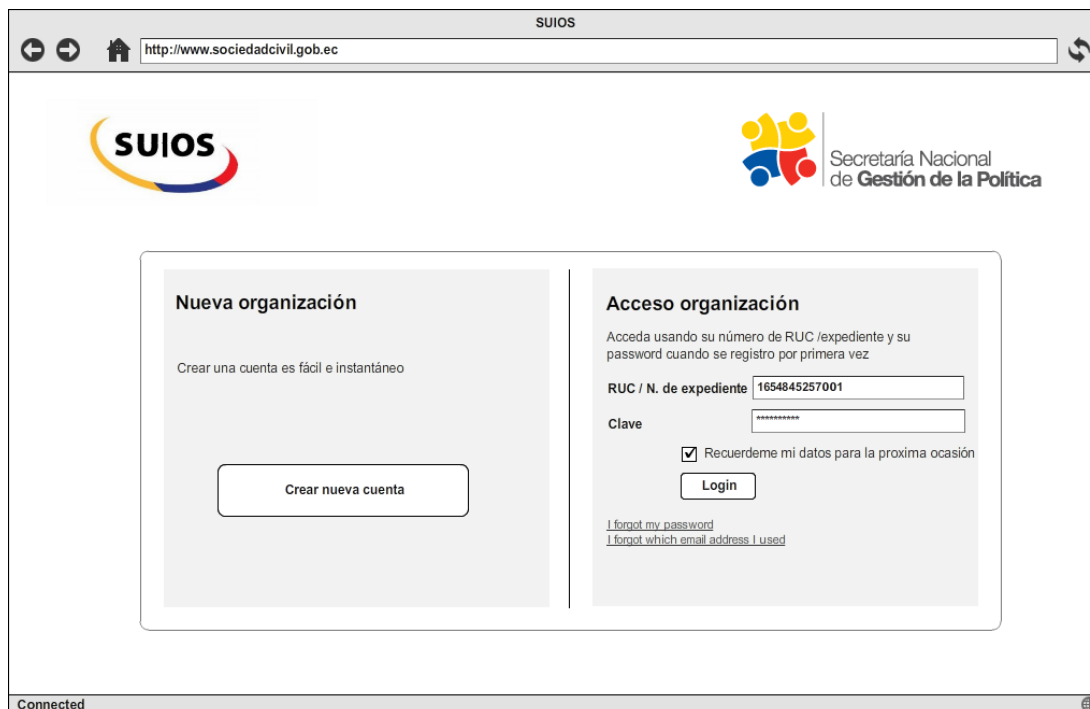 SUIOS
http://www.sociedadcivil.gob.ec
SUIOS
Secretaría Nacional
de Gestión de la Política
Nueva organización
Crear una cuenta es fácil e instantáneo
Crear nueva cuenta
Acceso organización
Acceda usando su número de RUC /expediente y su
password cuando se registro por primera vez
RUC / N. de expediente 1654845257001
Clave **********
Recuerdeme mi datos para la proxima ocasión
Login
I forgot my password
I forgot which email address I used
Connected